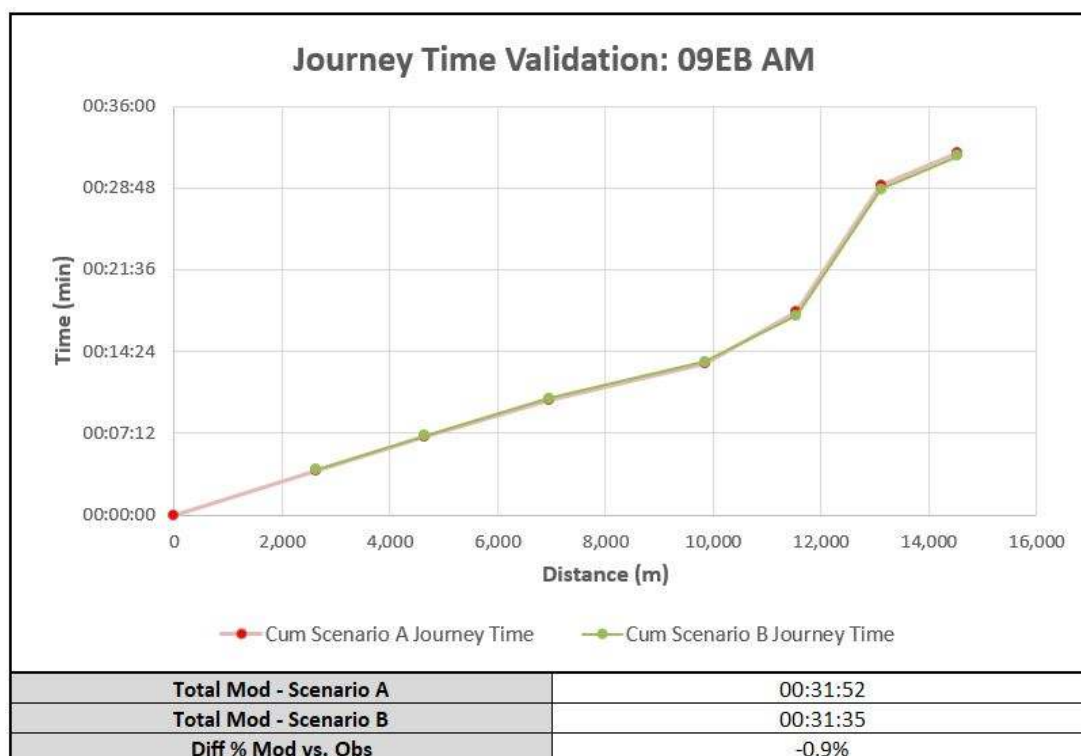 Journey Time Validation: 09EB AM
00:36:00
00:28:48
00:21:36
00:14:24
00:07:12
00:00:00
Time (min)
0 2,000 4,000 6,000 8,000 10,000 12,000 14,000 16,000
Distance (m)
Cum Scenario A Journey Time Cum Scenario B Journey Time
Total Mod - Scenario A 00:31:52
Total Mod - Scenario B 00:31:35
Diff % Mod vs. Obs -0.9%